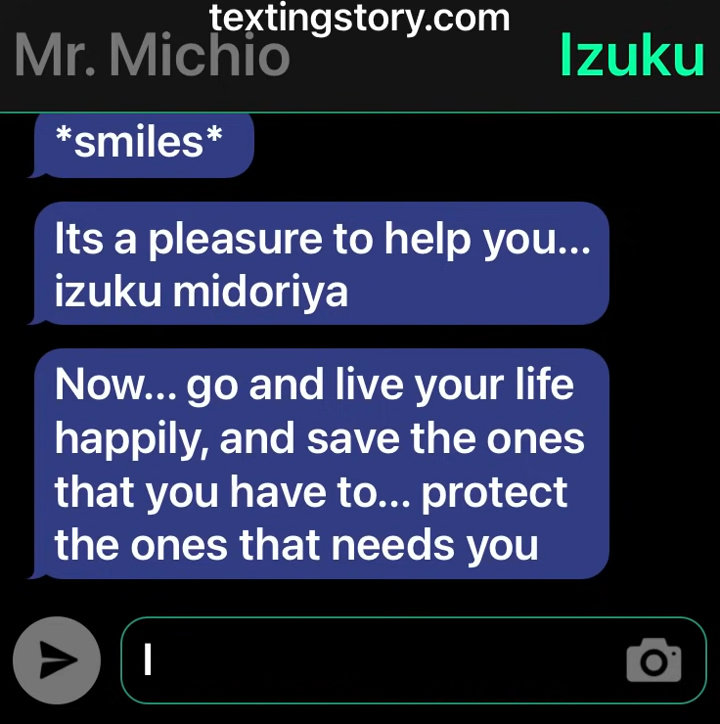 textingstory.com
Mr. Michio
Izuku
*smiles*
Its a pleasure to help you...
izuku midoriya
Now... go and live your life
happily, and save the ones
that you have to... protect
the ones that needs you